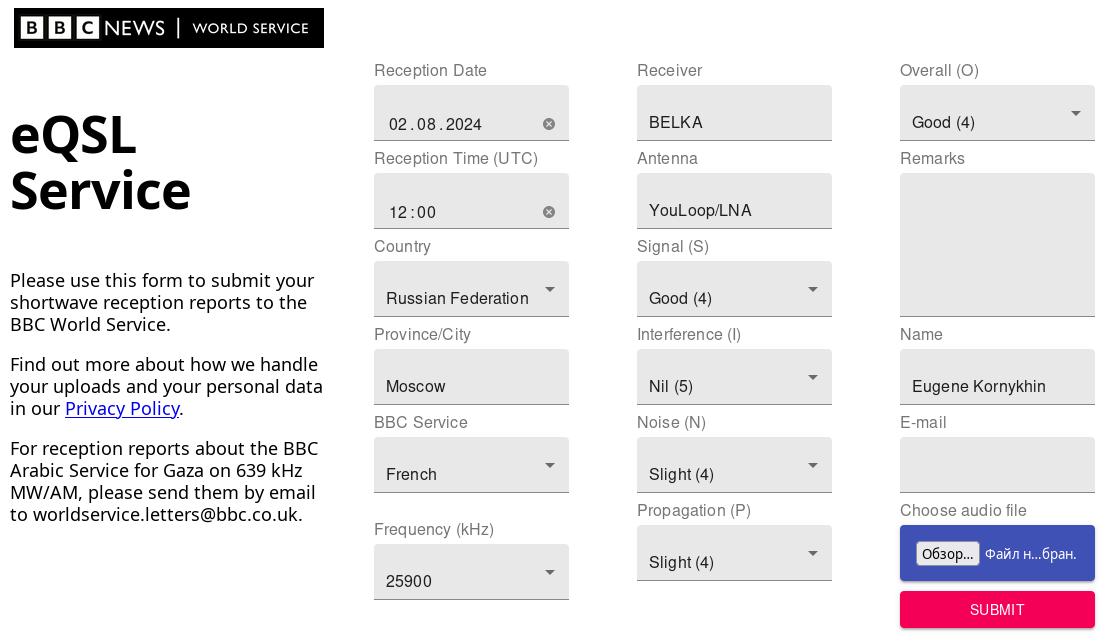 BBC NEWS | WORLD SERVICE
eQSL
Service
Please use this form to submit your
shortwave reception reports to the
BBC World Service.
Find out more about how we handle
your uploads and your personal data
in our Privacy Policy.
For reception reports about the BBC
Arabic Service for Gaza on 639 kHz
MW/AM, please send them by email
to worldservice.letters@bbc.co.uk.
Reception Date
02.08.2024
Reception Time (UTC)
12:00
Country
Russian Federation
Province/City
Moscow
BBC Service
French
Frequency (kHz)
25900
Receiver
BELKA
Antenna
YouLoop/LNA
Signal (S)
Good (4)
Interference (I)
Nil (5)
Noise (N)
Slight (4)
Propagation (P)
Slight (4)
Overall (O)
Good (4)
Remarks
Name
Eugene Kornykhin
E-mail
Choose audio file
Обзор... Файл н...бран.
SUBMIT